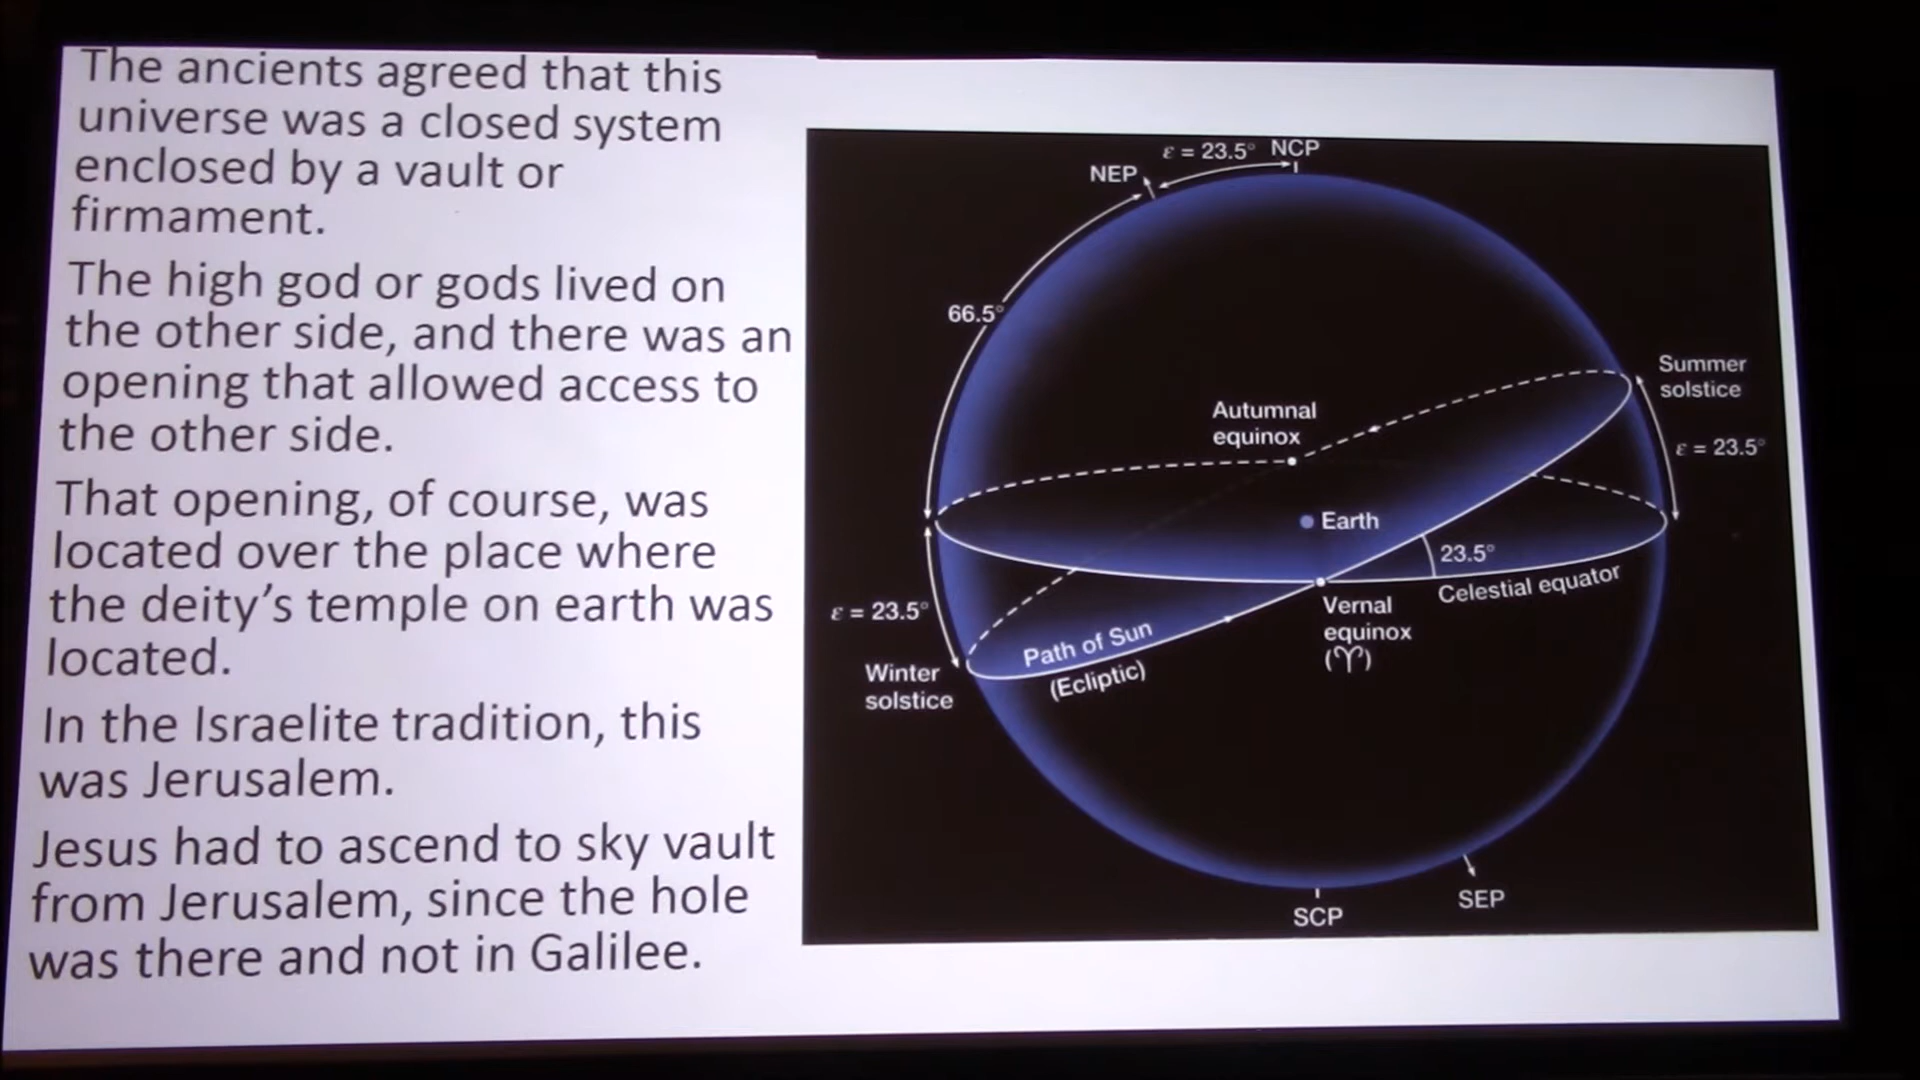 The ancients agreed that this
universe was a closed system
enclosed by a vault or
firmament.
The high god or gods lived on
the other side, and there was an
opening that allowed access to
the other side.
That opening, of course, was
located over the place where
the deity's temple on earth was
located.
In the Israelite tradition, this
was Jerusalem.
Jesus had to ascend to sky vault
from Jerusalem, since the hole
was there and not in Galilee.
ε = 23.5° NCP
NEP
66.5°
Summer
solstice
Autumnal
equinox
ε = 23.5°
Earth
23.5°
Celestial equator
ε = 23.5°
Vernal
equinox
(♈)
Path of Sun
(Ecliptic)
Winter
solstice
SEP
SCP